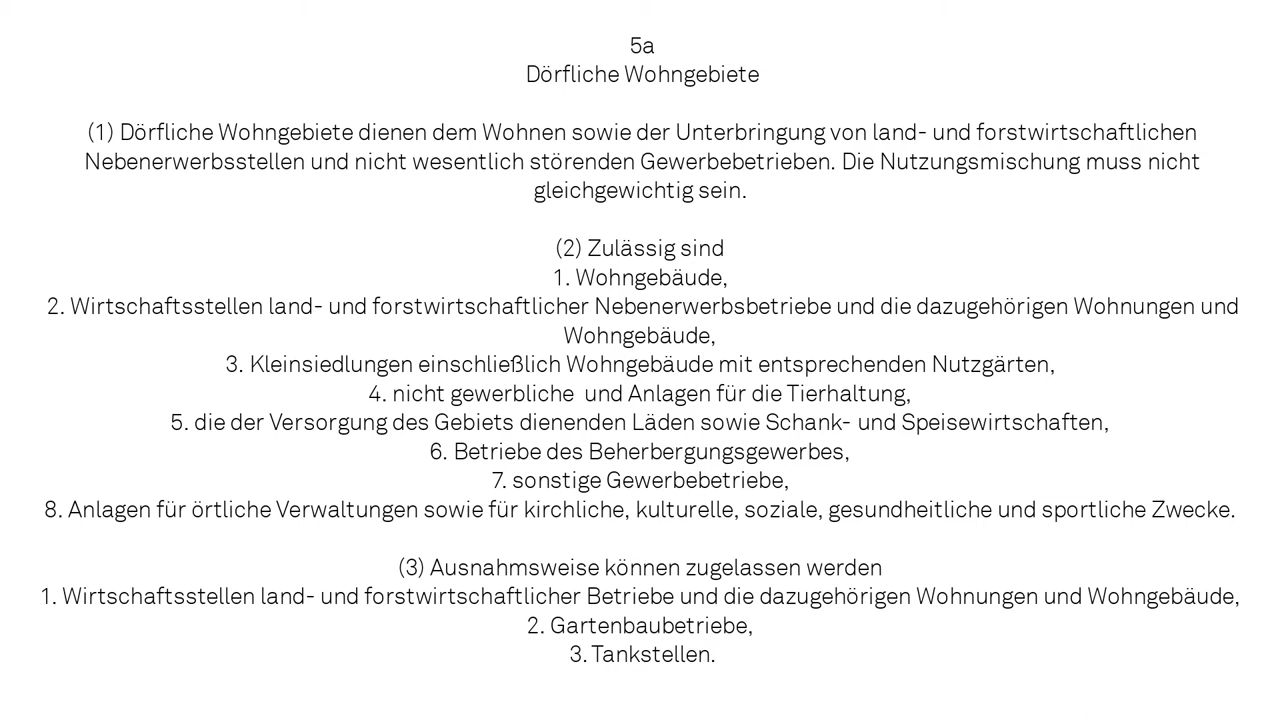 5a
Dörfliche Wohngebiete
(1) Dörfliche Wohngebiete dienen dem Wohnen sowie der Unterbringung von land- und forstwirtschaftlichen
Nebenerwerbsstellen und nicht wesentlich störenden Gewerbebetrieben. Die Nutzungsmischung muss nicht
gleichgewichtig sein.
(2) Zulässig sind
1. Wohngebäude,
2. Wirtschaftsstellen land- und forstwirtschaftlicher Nebenerwerbsbetriebe und die dazugehörigen Wohnungen und
Wohngebäude,
3. Kleinsiedlungen einschließlich Wohngebäude mit entsprechenden Nutzgärten,
4. nicht gewerbliche und Anlagen für die Tierhaltung,
5. die der Versorgung des Gebiets dienenden Läden sowie Schank- und Speisewirtschaften,
6. Betriebe des Beherbergungsgewerbes,
7. sonstige Gewerbebetriebe,
8. Anlagen für örtliche Verwaltungen sowie für kirchliche, kulturelle, soziale, gesundheitliche und sportliche Zwecke.
(3) Ausnahmsweise können zugelassen werden
1. Wirtschaftsstellen land- und forstwirtschaftlicher Betriebe und die dazugehörigen Wohnungen und Wohngebäude,
2. Gartenbaubetriebe,
3. Tankstellen.